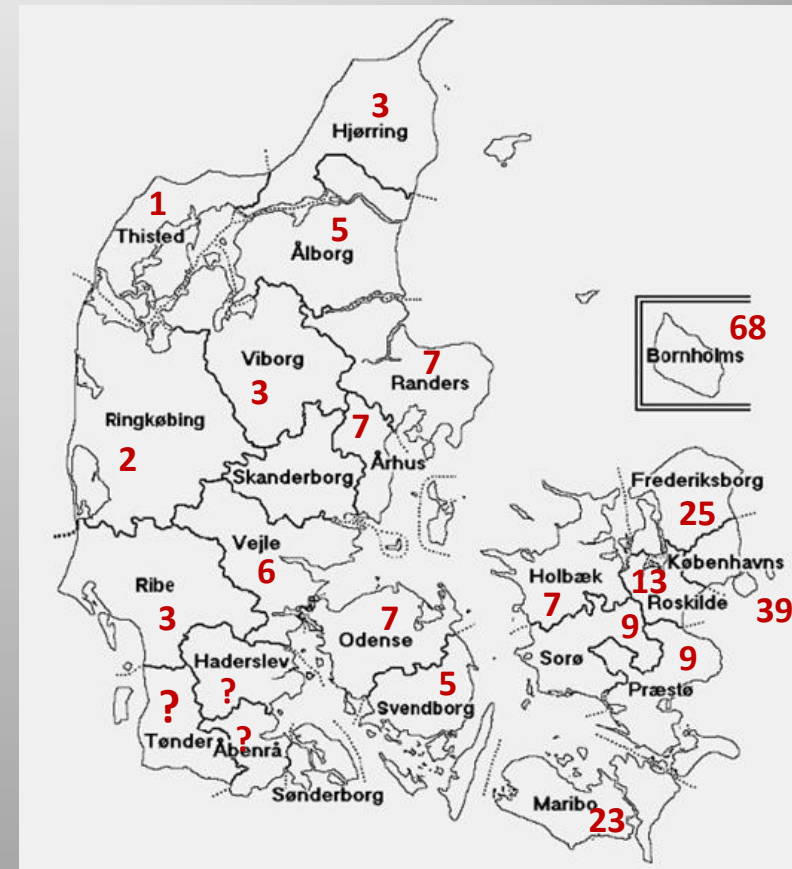 3
Hjørring
1
Thisted
5
Ålborg
68
Bornholms
Viborg
3
7
Randers
Ringkøbing
2
7
Århus
Skanderborg
Frederiksborg
25
Vejle
6
Københavns
Holbæk
7
13
Roskilde
39
Ribe
3
7
Odense
9
Sorø
9
Præstø
Haderslev
?
5
Svendborg
?
Tønder
?
Åbenrå
Sønderborg
Maribo
23